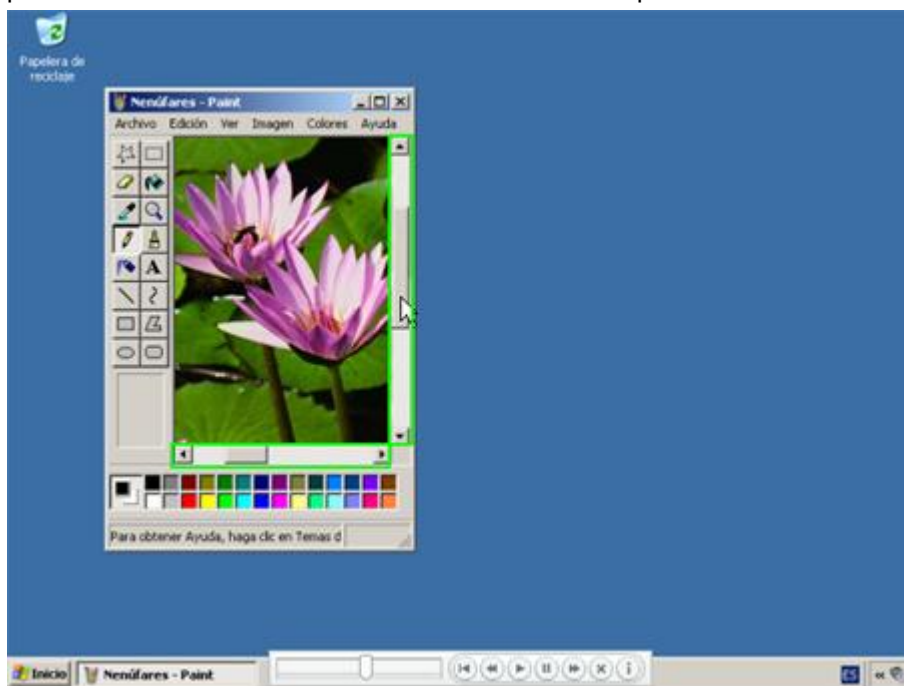 Papelera de
reciclaje
Nenúfares - Paint
Archivo Edición Ver Imagen Colores Ayuda
A
Para obtener Ayuda, haga clic en Temas d
Inicio
Nenúfares - Paint
ES